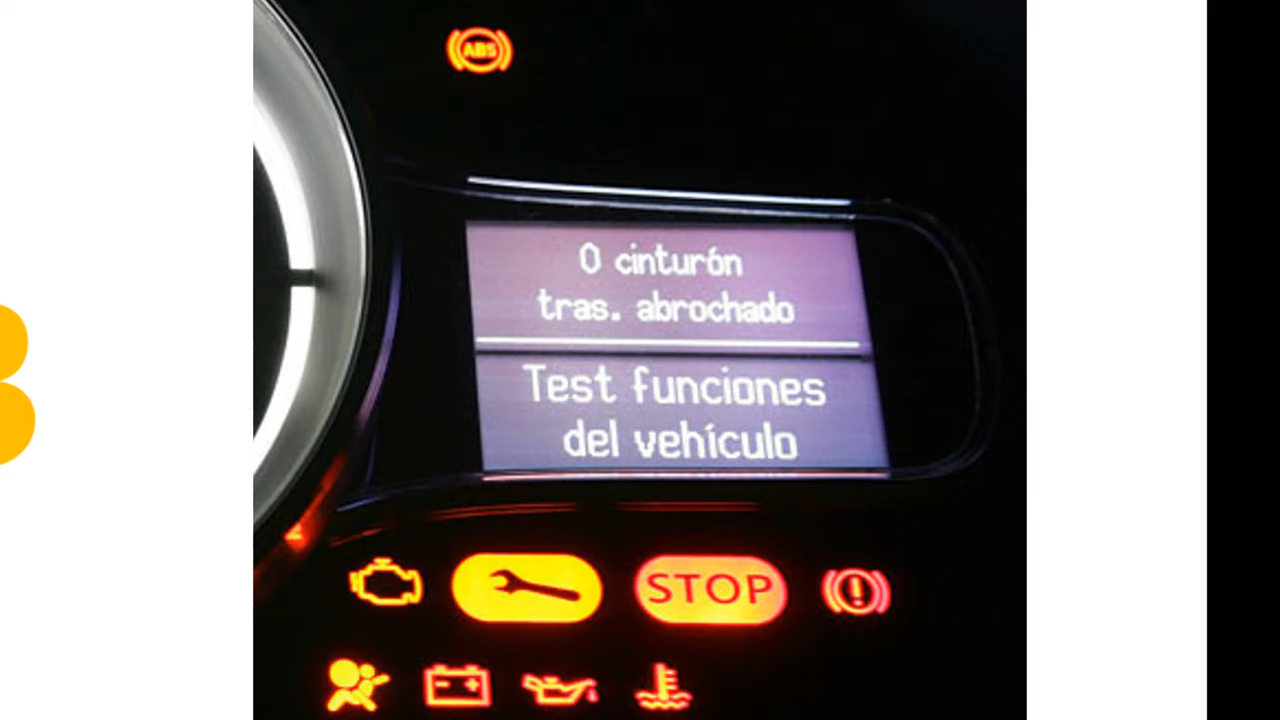 ABS
0 cinturón
tras. abrochado
Test funciones
del vehículo
STOP